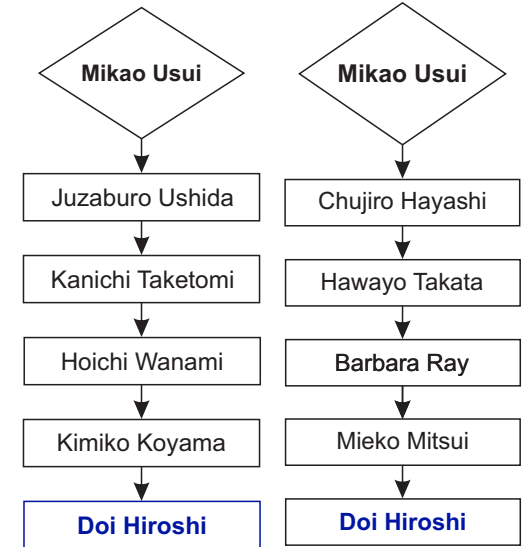 Mikao Usui
Juzaburo Ushida
Kanichi Taketomi
Hoichi Wanami
Kimiko Koyama
Doi Hiroshi
Mikao Usui
Chujiro Hayashi
Hawayo Takata
Barbara Ray
Mieko Mitsui
Doi Hiroshi